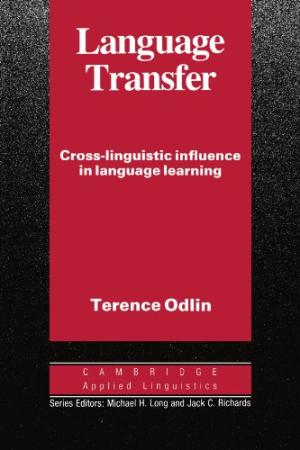 Language
Transfer
Cross-linguistic influence
in language learning
Terence Odlin
CAMBRIDGE
Applied Linguistics
Series Editors: Michael H. Long and Jack C. Richards